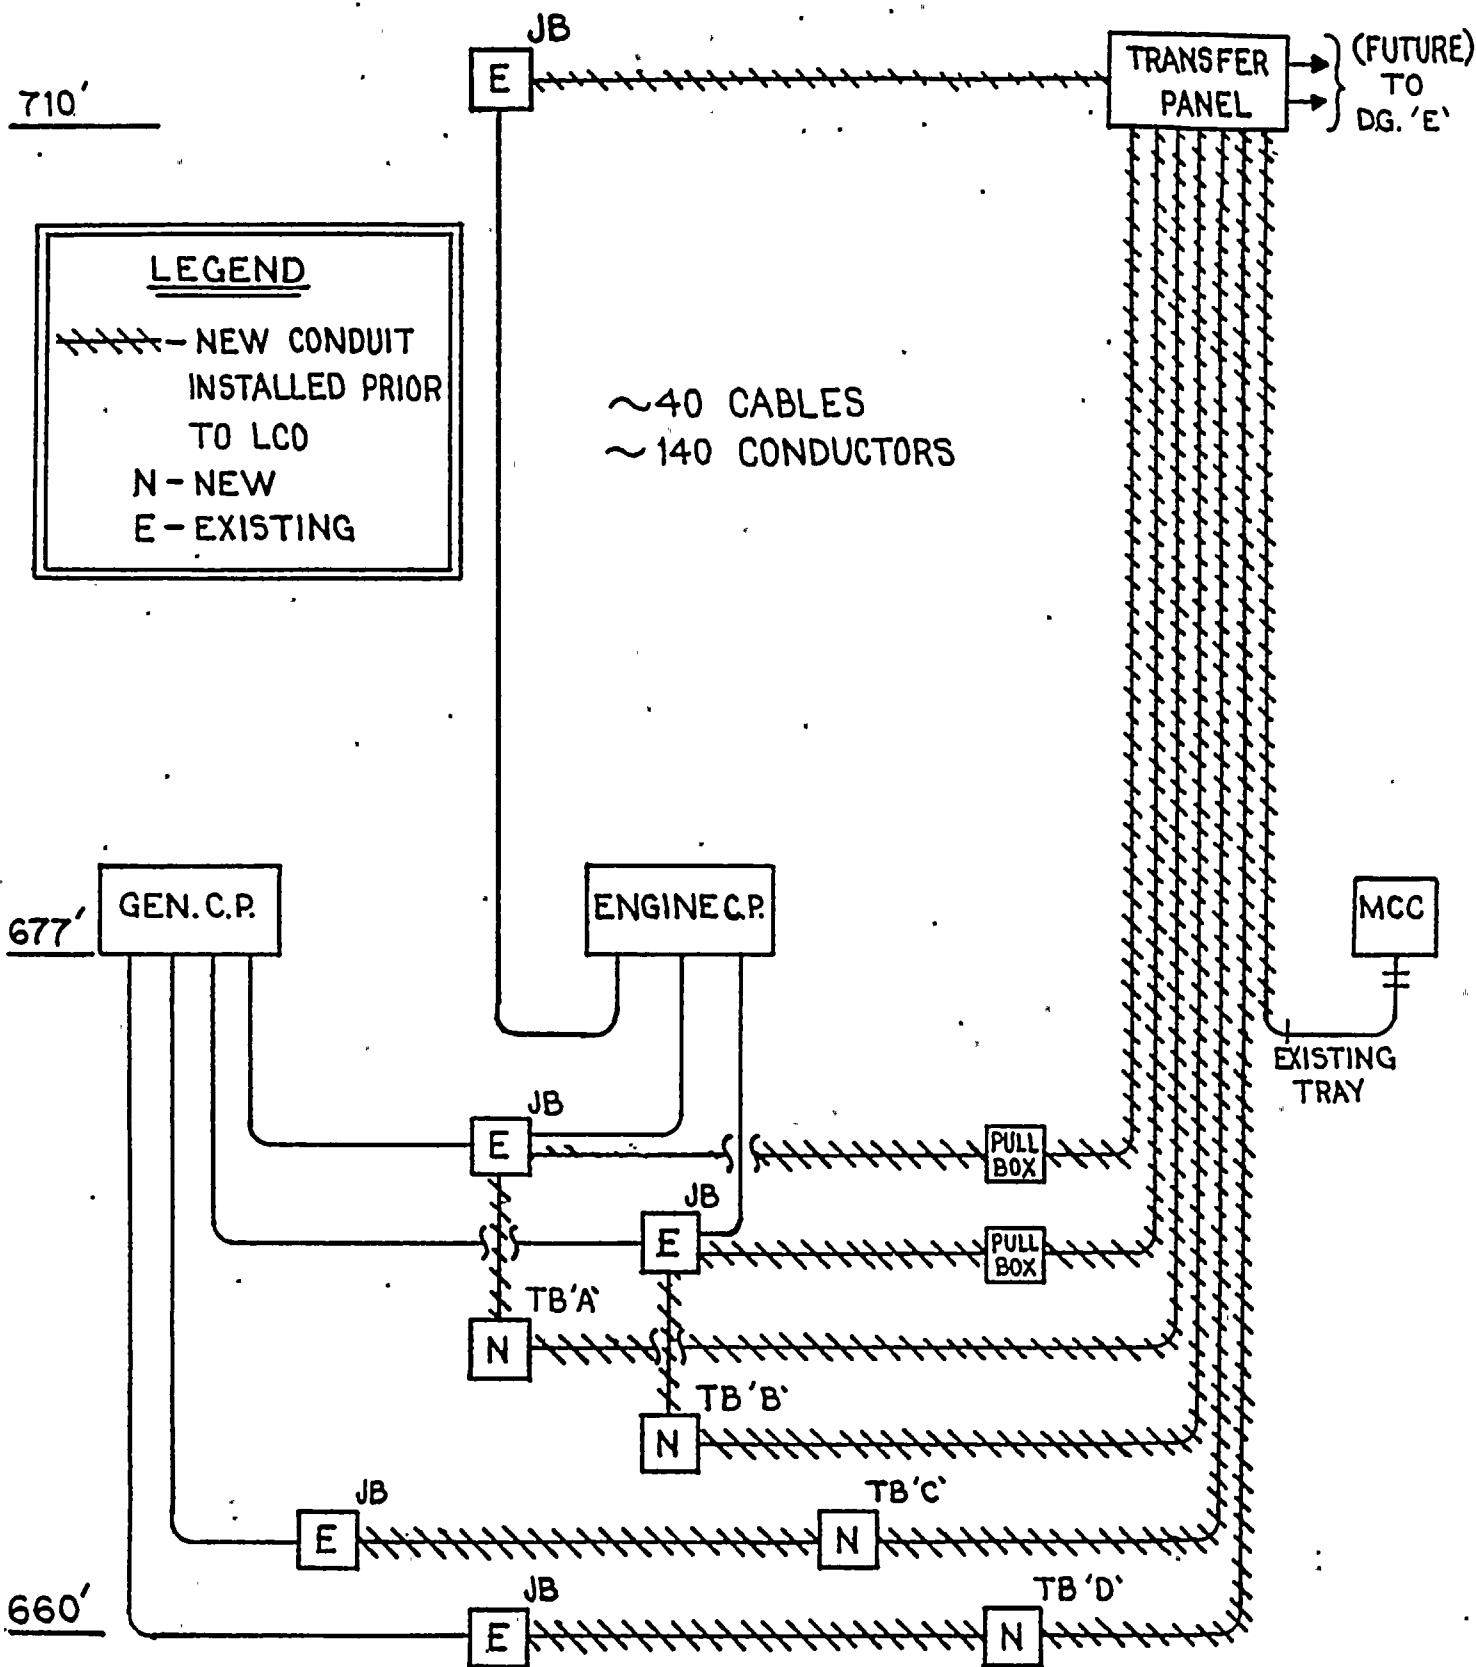 JB
E
TRANSFER
PANEL
(FUTURE)
TO
D.G. 'E'
710'
LEGEND
- NEW CONDUIT
INSTALLED PRIOR
TO LCO
N - NEW
E - EXISTING
~40 CABLES
~140 CONDUCTORS
GEN. C.P.
ENGINE C.P.
MCC
677'
EXISTING
TRAY
JB
E
PULL
BOX
JB
E
PULL
BOX
TB 'A'
N
TB 'B'
N
JB
E
TB 'C'
N
660'
JB
E
TB 'D'
N